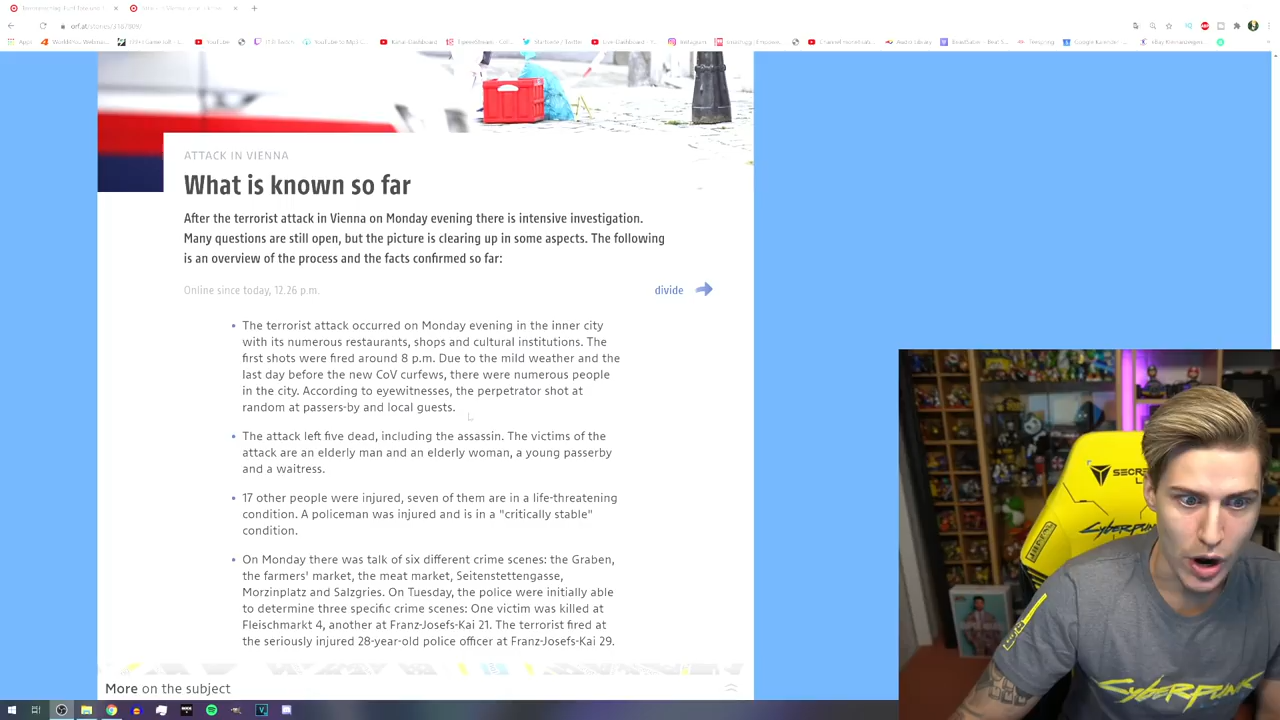 orf.at/stories/3187809/
Apps
YouTube
Instagram
Audio Library
ATTACK IN VIENNA
What is known so far
After the terrorist attack in Vienna on Monday evening there is intensive investigation.
Many questions are still open, but the picture is clearing up in some aspects. The following
is an overview of the process and the facts confirmed so far:
Online since today, 12.26 p.m.
divide
• The terrorist attack occurred on Monday evening in the inner city
with its numerous restaurants, shops and cultural institutions. The
first shots were fired around 8 p.m. Due to the mild weather and the
last day before the new CoV curfews, there were numerous people
in the city. According to eyewitnesses, the perpetrator shot at
random at passers-by and local guests.
• The attack left five dead, including the assassin. The victims of the
attack are an elderly man and an elderly woman, a young passerby
and a waitress.
• 17 other people were injured, seven of them are in a life-threatening
condition. A policeman was injured and is in a "critically stable"
condition.
• On Monday there was talk of six different crime scenes: the Graben,
the farmers' market, the meat market, Seitenstettengasse,
Morzinplatz and Salzgries. On Tuesday, the police were initially able
to determine three specific crime scenes: One victim was killed at
Fleischmarkt 4, another at Franz-Josefs-Kai 21. The terrorist fired at
the seriously injured 28-year-old police officer at Franz-Josefs-Kai 29.
More on the subject
CYBERPUNK